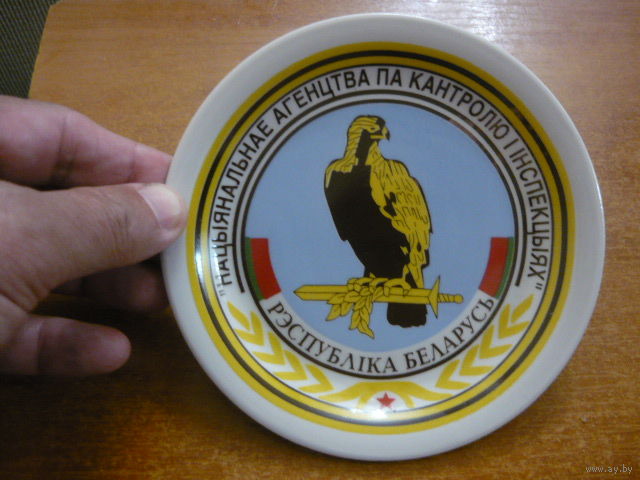 "НАЦЫЯНАЛЬНАЕ АГЕНЦТВА ПА КАНТРОЛЮ І ІНСПЕКЦЫЯХ"
РЭСПУБЛІКА БЕЛАРУСЬ
www.ay.by